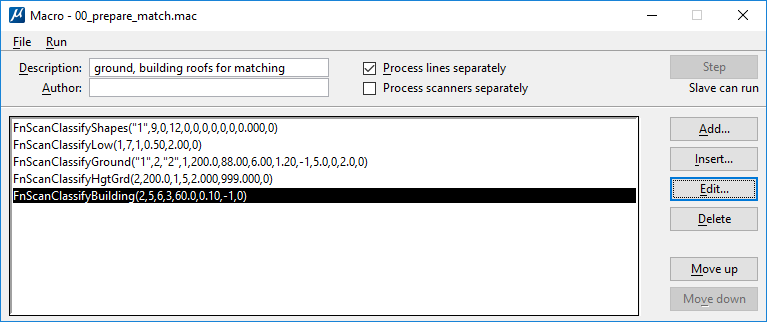 µ Macro - 00_prepare_match.mac
File Run
Description: ground, building roofs for matching
Process lines separately
Step
Author:
Process scanners separately
Slave can run
FnScanClassifyShapes("1",9,0,12,0,0,0,0,0,0,0.000,0)
FnScanClassifyLow(1,7,1,0.50,2.00,0)
FnScanClassifyGround("1",2,"2",1,200.0,88.00,6.00,1.20,-1,5.0,0,2.0,0)
FnScanClassifyHgtGrd(2,200.0,1,5,2.000,999.000,0)
FnScanClassifyBuilding(2,5,6,3,60.0,0.10,-1,0)
Add...
Insert...
Edit...
Delete
Move up
Move down